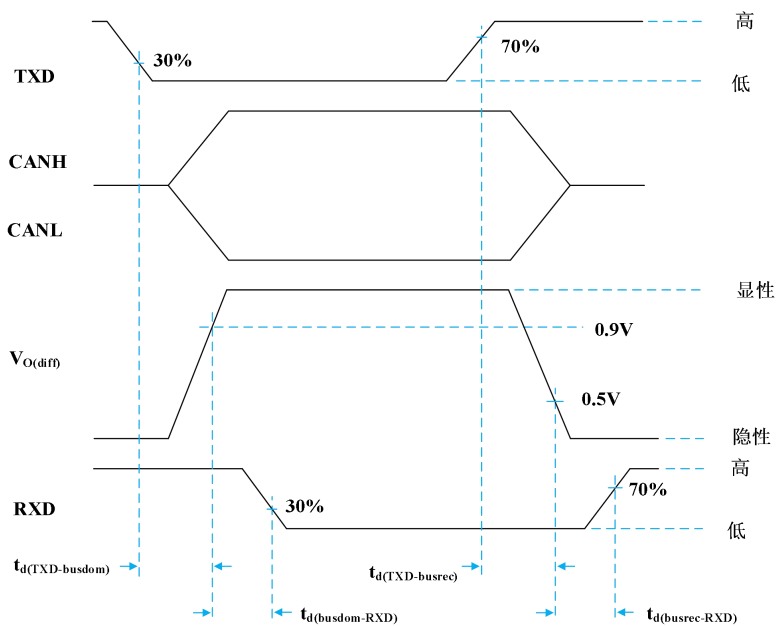 高
30%
70%
TXD
低
CANH
CANL
显性
0.9V
VO(diff)
0.5V
隐性
高
70%
RXD
30%
低
td(TXD-busdom)
td(TXD-busrec)
td(busdom-RXD)
td(busrec-RXD)